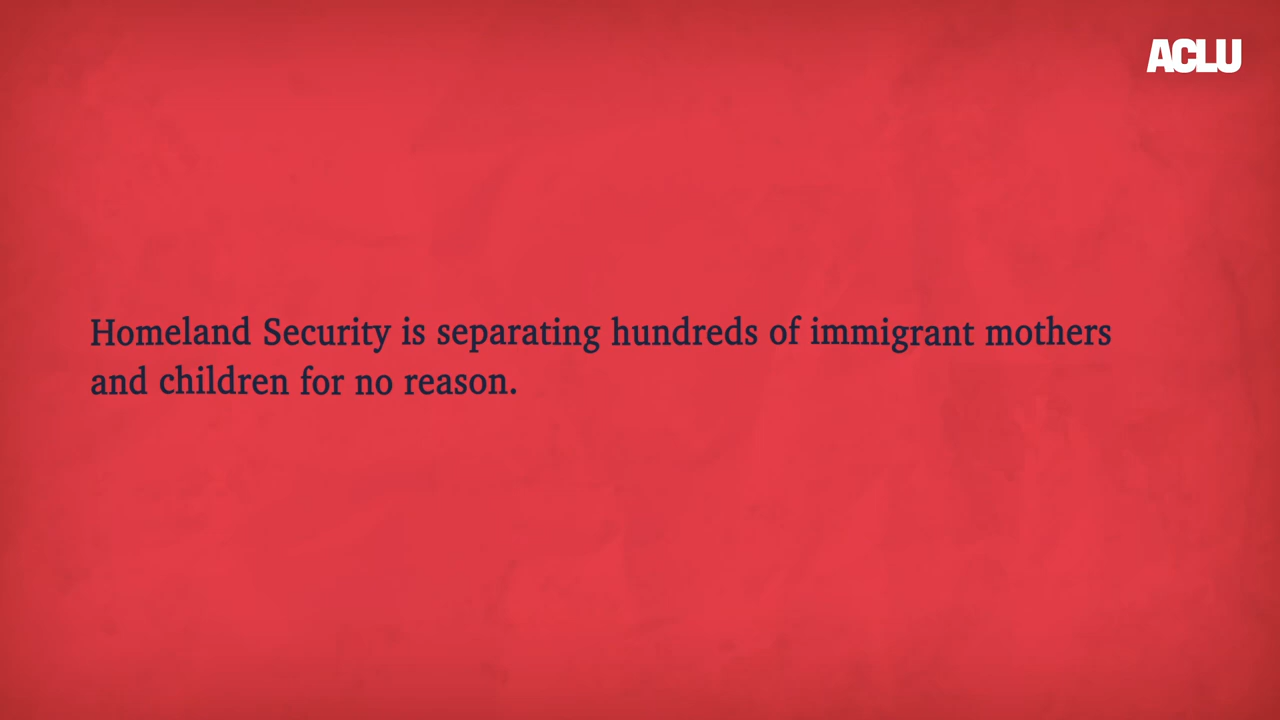 ACLU
Homeland Security is separating hundreds of immigrant mothers
and children for no reason.